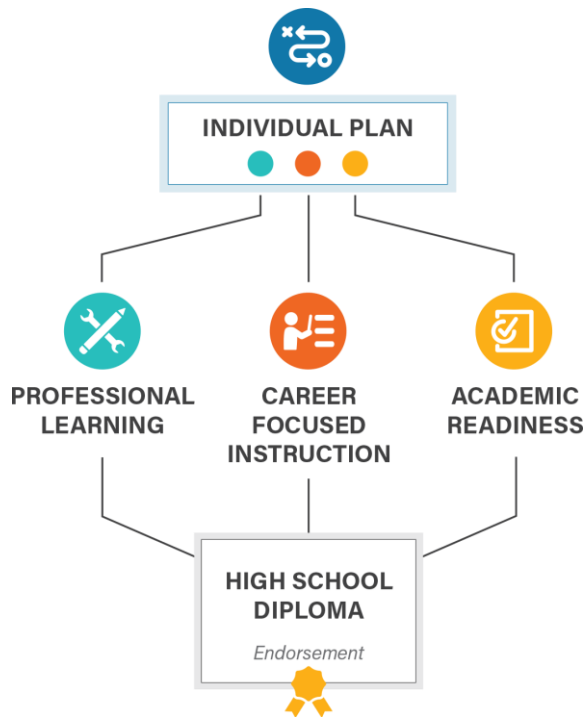 INDIVIDUAL PLAN
PROFESSIONAL
LEARNING
CAREER
FOCUSED
INSTRUCTION
ACADEMIC
READINESS
HIGH SCHOOL
DIPLOMA
Endorsement